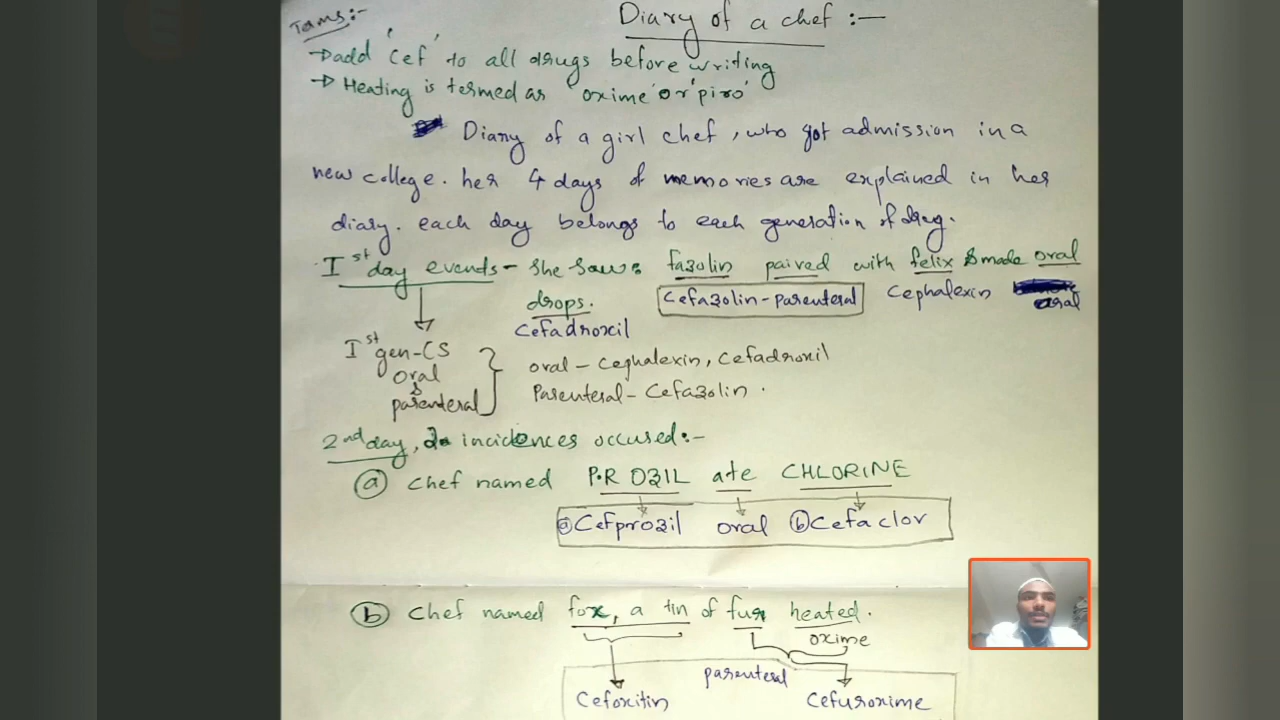 Terms:-
Diary of a chef :-
→ add 'cef' to all drugs before writing
→ Heating is termed as 'oxime' or 'piro'
Diary of a girl chef, who got admission in a
new college. her 4 days of memories are explained in her
diary. each day belongs to each generation of drug.
Ist day events- she saw: fazolin paired with felix & made oral
drops. Cefazolin-parenteral Cephalexin oral
Cefadroxil
Ist gen-CS
oral
&
parenteral
oral - Cephalexin, Cefadroxil
Parenteral - Cefazolin.
2nd day, 2 incidences occused:-
(a) Chef named P.ROZIL ate CHLORINE
(a) Cefprozil oral (b) Cefaclor
(b) Chef named fox, a tin of fur heated.
oxime
parenteral
Cefoxitin Cefuroxime